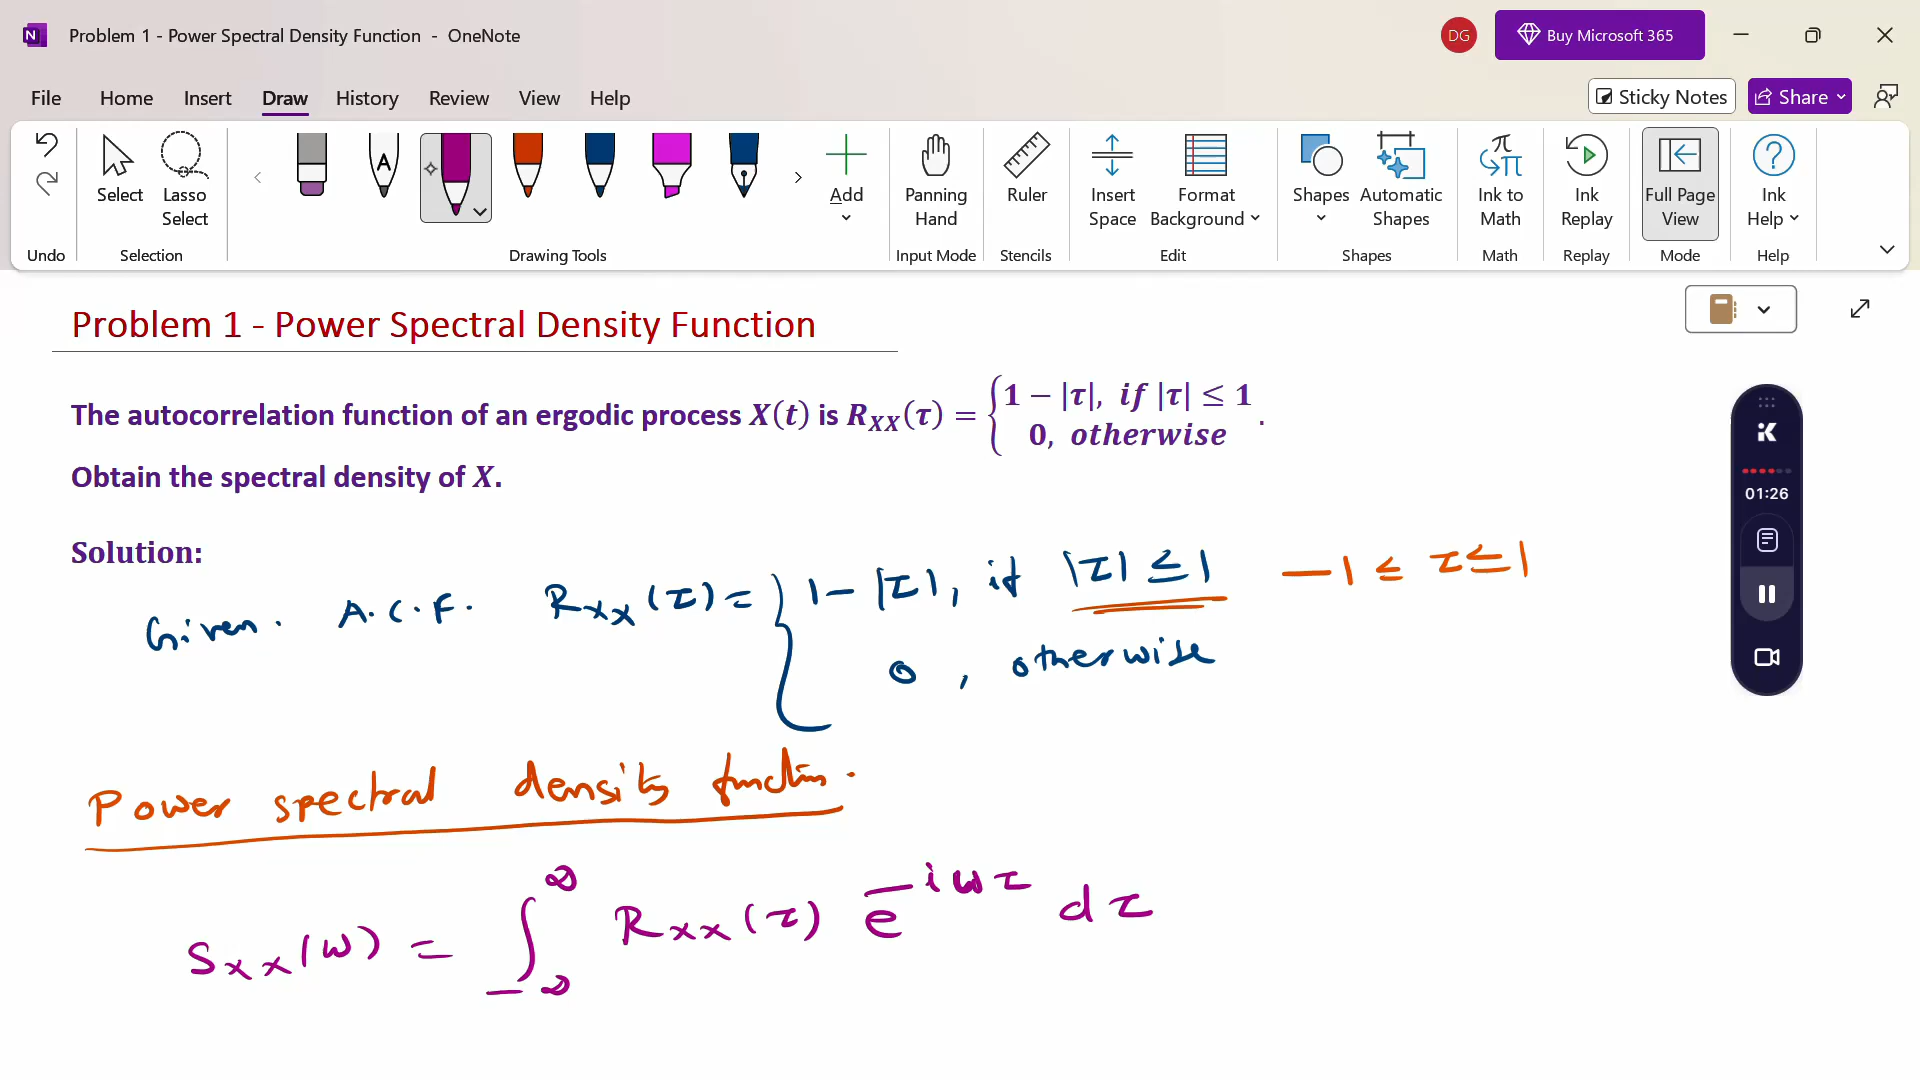 Problem 1 - Power Spectral Density Function - OneNote
DG
Buy Microsoft 365
File Home Insert Draw History Review View Help
Sticky Notes
Share
A
Select
Lasso Select
Add
Panning Hand
Ruler
Insert Space
Format Background
Shapes
Automatic Shapes
Ink to Math
Ink Replay
Full Page View
Ink Help
Undo Selection Drawing Tools Input Mode Stencils Edit Shapes Math Replay Mode Help
Problem 1 - Power Spectral Density Function
The autocorrelation function of an ergodic process X(t) is R_XX(τ) = { 1 − |τ|, if |τ| ≤ 1
0, otherwise .
Obtain the spectral density of X.
01:26
Solution:
Given. A.C.F. R_XX(τ) = { 1 − |τ|, if |τ| ≤ 1 −1 ≤ τ ≤ 1
0 , otherwise
Power spectral density function.
S_XX(ω) = ∫_{−∞}^{∞} R_XX(τ) e^{−iωτ} dτ